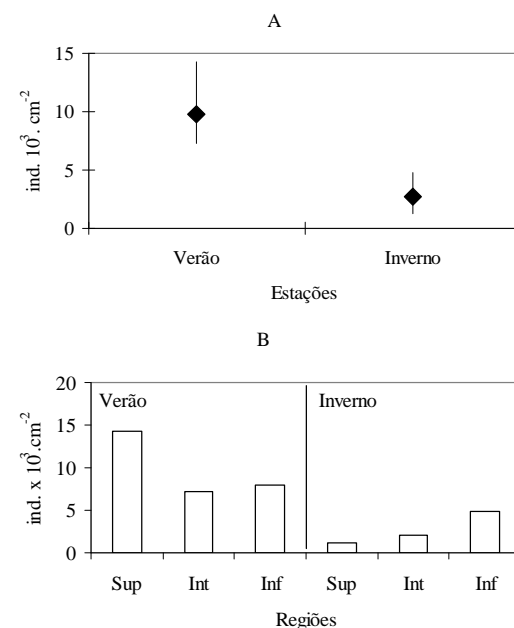 A
ind. 10³. cm⁻²
15
10
5
0
Verão
Inverno
Estações
B
ind. x 10³.cm⁻²
20
15
10
5
0
Verão
Inverno
Sup Int Inf Sup Int Inf
Regiões